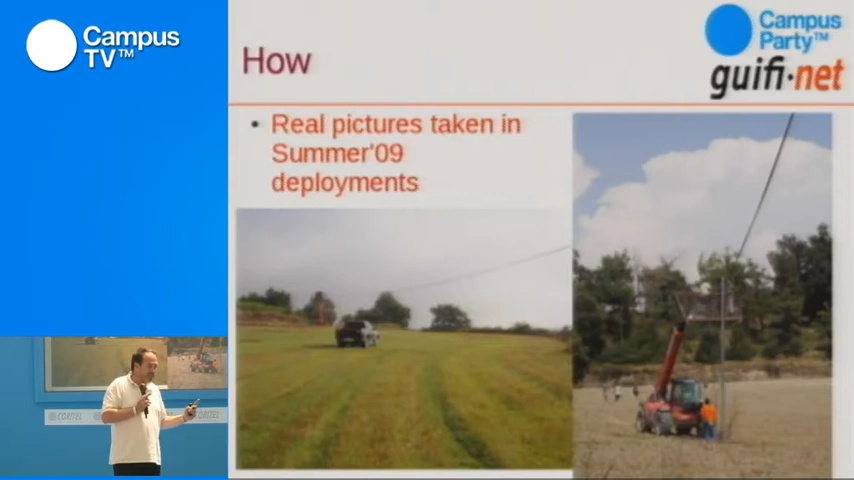 Campus
TV™
How
Campus
Party™
guifi·net
• Real pictures taken in
Summer'09
deployments